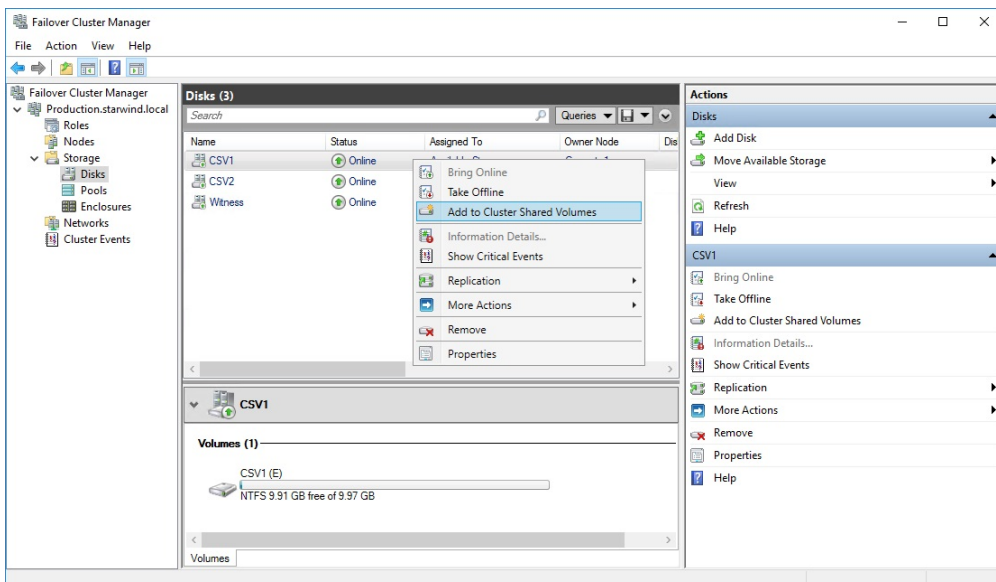 Failover Cluster Manager
File Action View Help
Failover Cluster Manager
Production.starwind.local
Roles
Nodes
Storage
Disks
Pools
Enclosures
Networks
Cluster Events
Disks (3)
Search
Queries
Name Status Assigned To Owner Node Dis
CSV1 Online
CSV2 Online
Witness Online
Bring Online
Take Offline
Add to Cluster Shared Volumes
Information Details...
Show Critical Events
Replication
More Actions
Remove
Properties
CSV1
Volumes (1)
CSV1 (E)
NTFS 9.91 GB free of 9.97 GB
Volumes
Actions
Disks
Add Disk
Move Available Storage
View
Refresh
Help
CSV1
Bring Online
Take Offline
Add to Cluster Shared Volumes
Information Details...
Show Critical Events
Replication
More Actions
Remove
Properties
Help